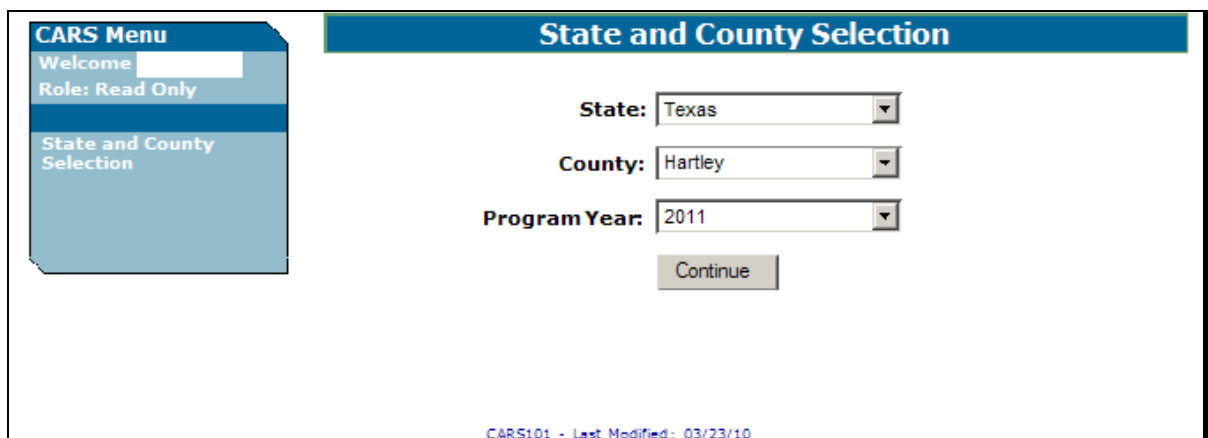 CARS Menu
Welcome
Role: Read Only
State and County
Selection
State and County Selection
State: Texas
County: Hartley
Program Year: 2011
Continue
CARS101 - Last Modified: 03/23/10